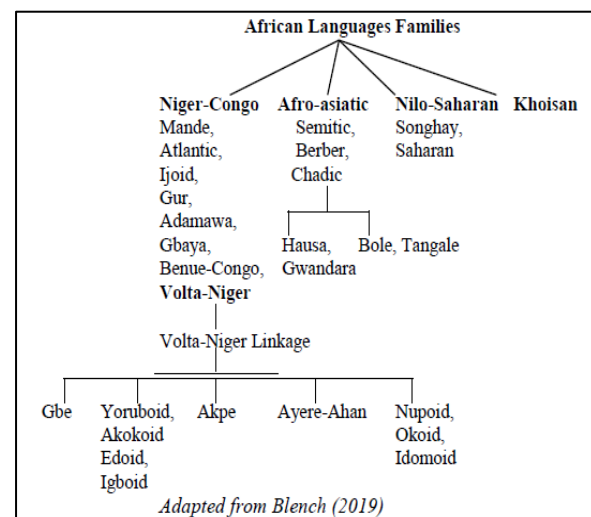 African Languages Families
Niger-Congo Afro-asiatic Nilo-Saharan Khoisan
Mande, Semitic, Songhay,
Atlantic, Berber, Saharan
Ijoid, Chadic
Gur,
Adamawa,
Gbaya, Hausa, Bole, Tangale
Benue-Congo, Gwandara
Volta-Niger
Volta-Niger Linkage
Gbe Yoruboid, Akpe Ayere-Ahan Nupoid,
Akokoid Okoid,
Edoid, Idomoid
Igboid
Adapted from Blench (2019)